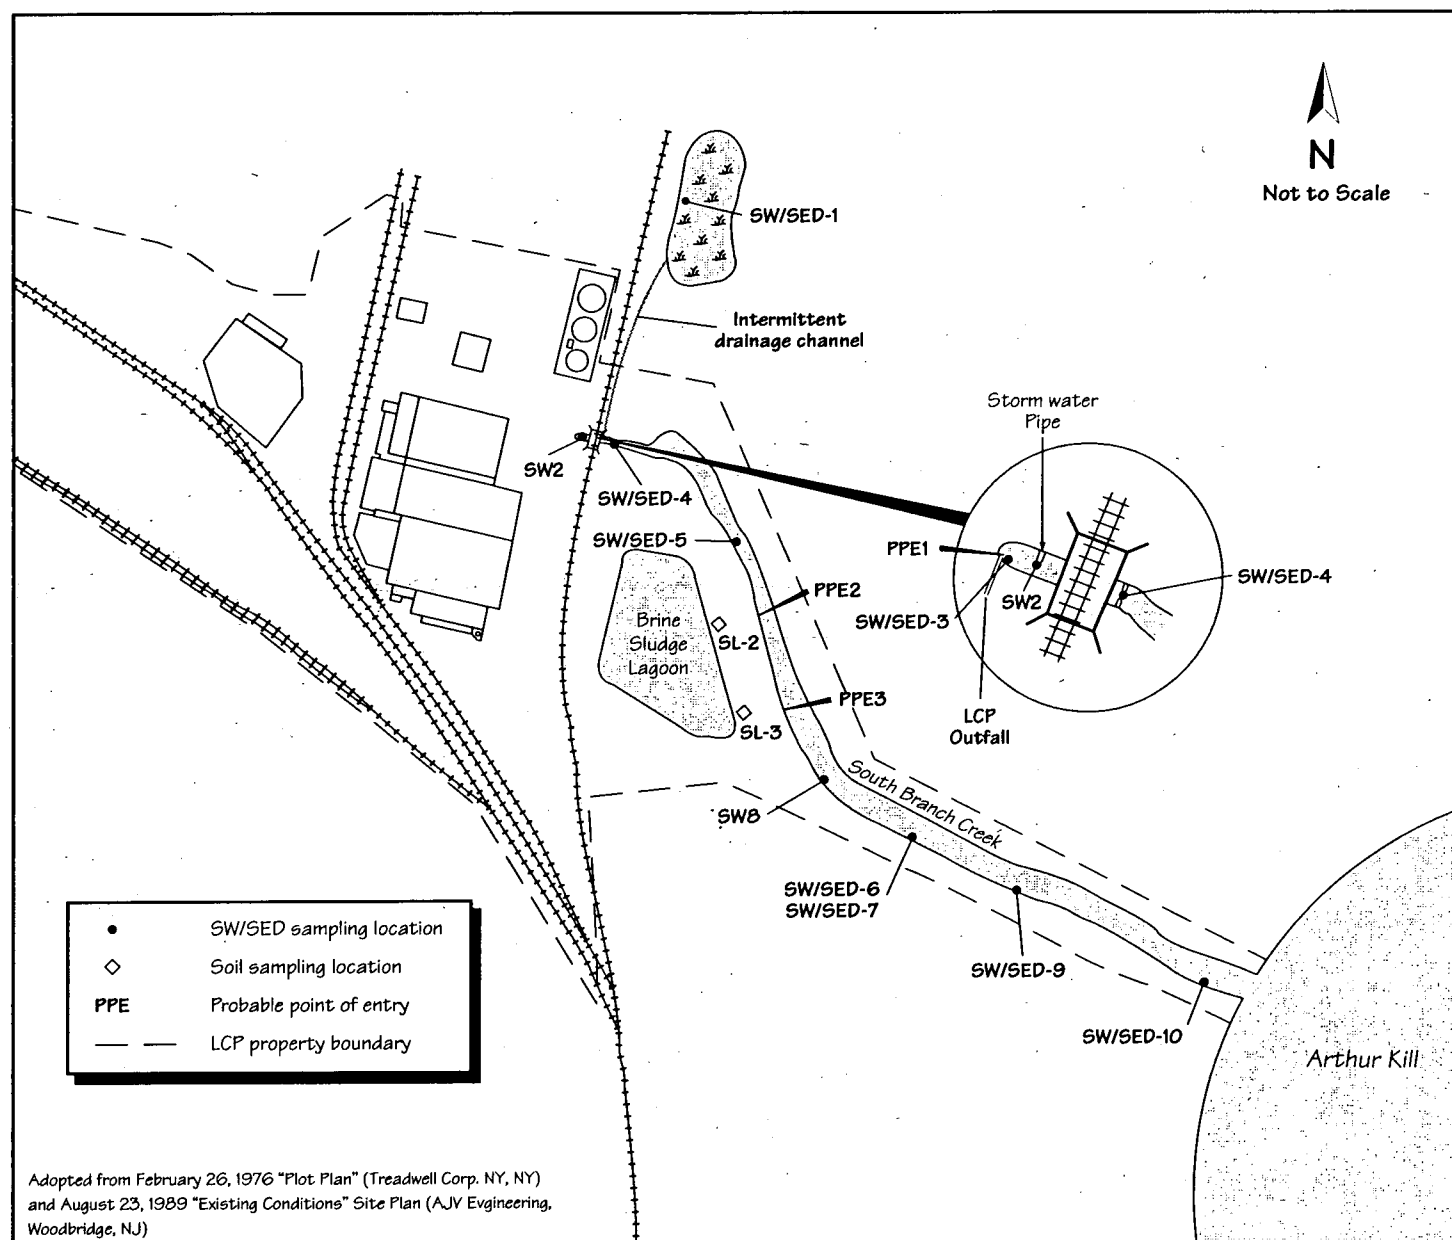 N
Not to Scale
SW/SED-1
Intermittent
drainage channel
Storm water
Pipe
SW2
SW/SED-4
SW/SED-5
PPE1
SW/SED-4
SW2
SW/SED-3
PPE2
Brine
Sludge
Lagoon
SL-2
PPE3
SL-3
LCP
Outfall
South Branch Creek
SW8
SW/SED-6
SW/SED-7
SW/SED-9
SW/SED-10
Arthur Kill
SW/SED sampling location
Soil sampling location
PPE Probable point of entry
LCP property boundary
Adopted from February 26, 1976 "Plot Plan" (Treadwell Corp. NY, NY)
and August 23, 1989 "Existing Conditions" Site Plan (AJV Evgineering,
Woodbridge, NJ)